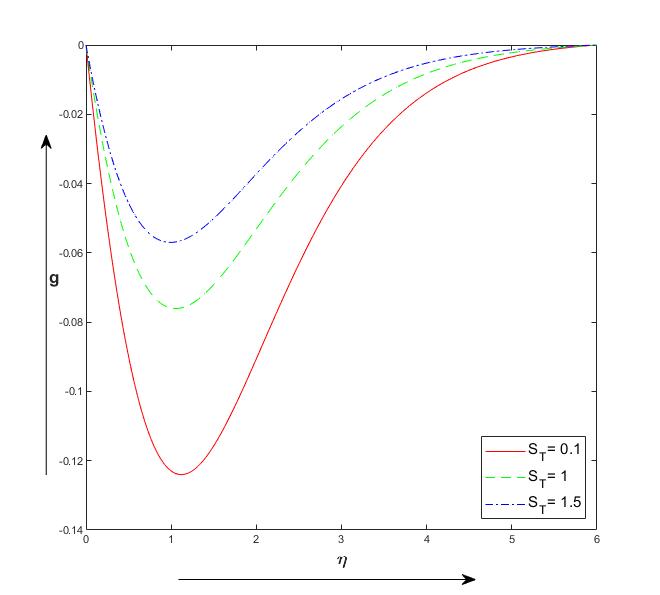 0
-0.02
-0.04
-0.06
g
-0.08
-0.1
-0.12
-0.14
S_T= 0.1
S_T= 1
S_T= 1.5
0 1 2 3 4 5 6
η